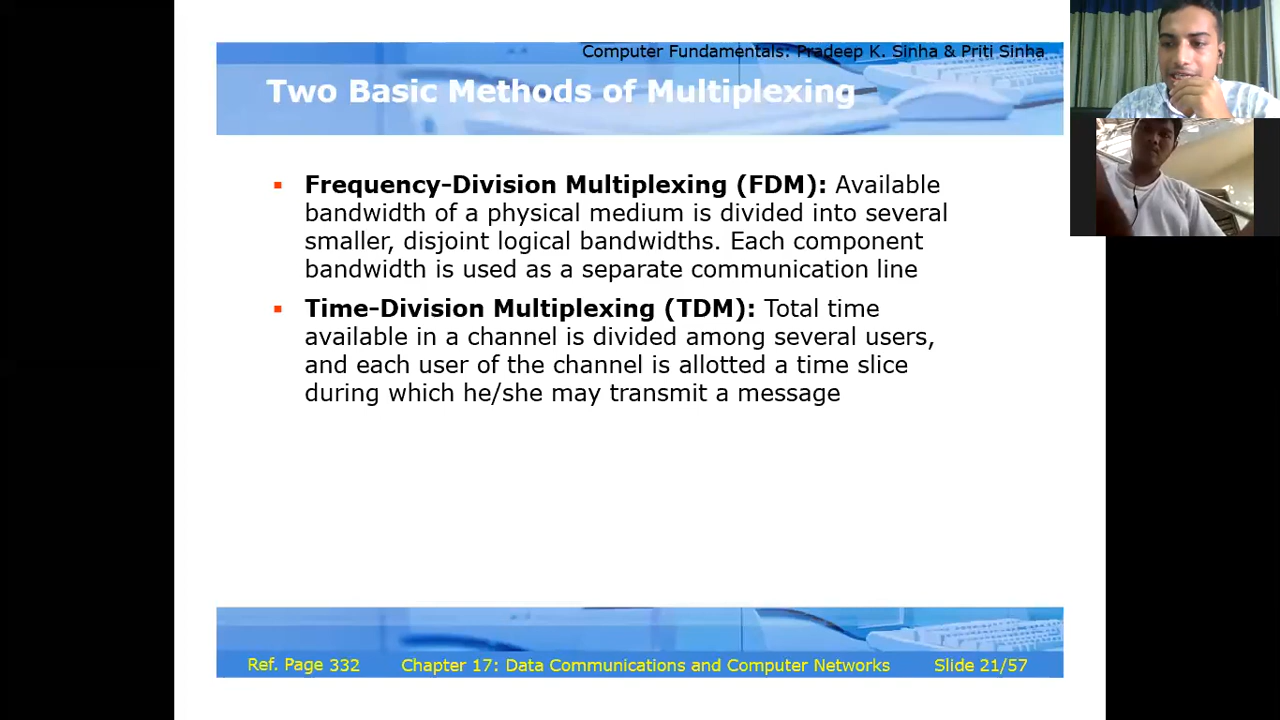 Computer Fundamentals: Pradeep K. Sinha & Priti Sinha
Two Basic Methods of Multiplexing
▪ Frequency-Division Multiplexing (FDM): Available
bandwidth of a physical medium is divided into several
smaller, disjoint logical bandwidths. Each component
bandwidth is used as a separate communication line
▪ Time-Division Multiplexing (TDM): Total time
available in a channel is divided among several users,
and each user of the channel is allotted a time slice
during which he/she may transmit a message
Ref. Page 332 Chapter 17: Data Communications and Computer Networks Slide 21/57